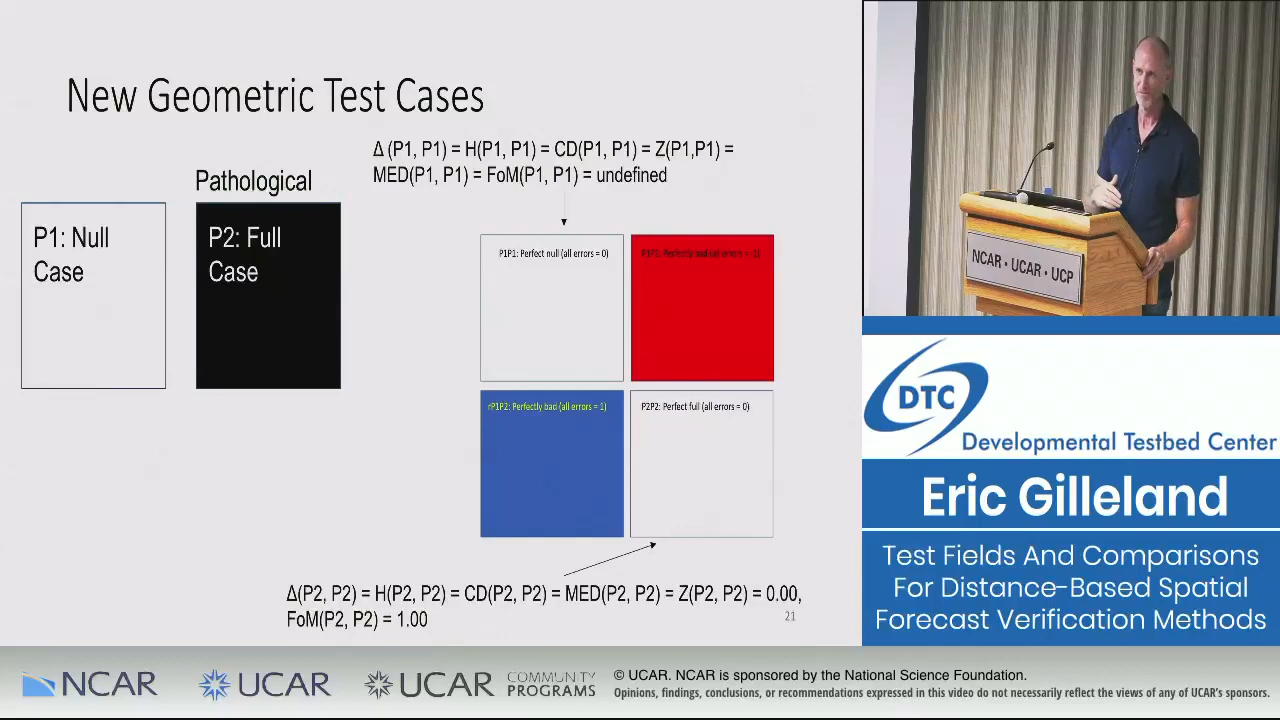 New Geometric Test Cases
Δ (P1, P1) = H(P1, P1) = CD(P1, P1) = Z(P1,P1) =
MED(P1, P1) = FoM(P1, P1) = undefined
Pathological
P1: Null
Case
P2: Full
Case
P1P1: Perfect null (all errors = 0)
Perfectly bad (all errors = -1)
rP1P2: Perfectly bad (all errors = 1)
P2P2: Perfect full (all errors = 0)
Δ(P2, P2) = H(P2, P2) = CD(P2, P2) = MED(P2, P2) = Z(P2, P2) = 0.00,
FoM(P2, P2) = 1.00
21
NCAR • UCAR • UCP
DTC
Developmental Testbed Center
Eric Gilleland
Test Fields And Comparisons
For Distance-Based Spatial
Forecast Verification Methods
NCAR
UCAR
UCAR
COMMUNITY
PROGRAMS
© UCAR. NCAR is sponsored by the National Science Foundation.
Opinions, findings, conclusions, or recommendations expressed in this video do not necessarily reflect the views of any of UCAR's sponsors.